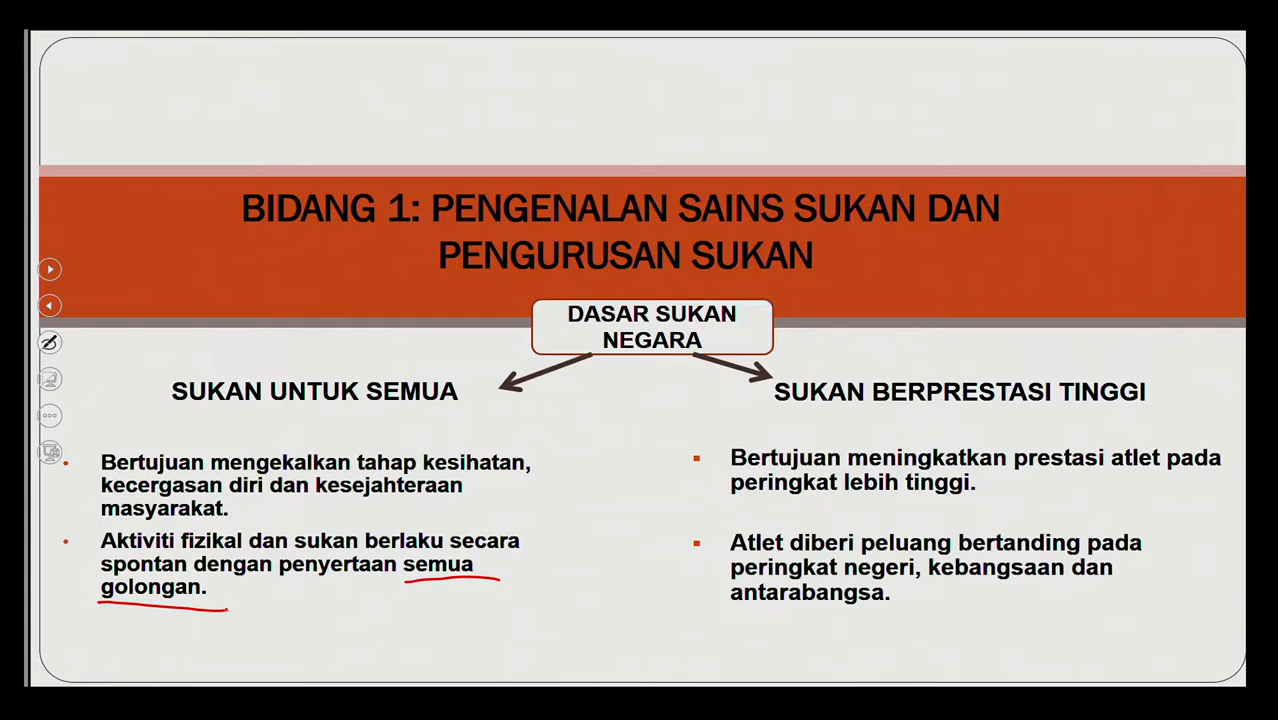 BIDANG 1: PENGENALAN SAINS SUKAN DAN
PENGURUSAN SUKAN
DASAR SUKAN
NEGARA
SUKAN UNTUK SEMUA
Bertujuan mengekalkan tahap kesihatan,
kecergasan diri dan kesejahteraan
masyarakat.
Aktiviti fizikal dan sukan berlaku secara
spontan dengan penyertaan semua
golongan.
SUKAN BERPRESTASI TINGGI
Bertujuan meningkatkan prestasi atlet pada
peringkat lebih tinggi.
Atlet diberi peluang bertanding pada
peringkat negeri, kebangsaan dan
antarabangsa.